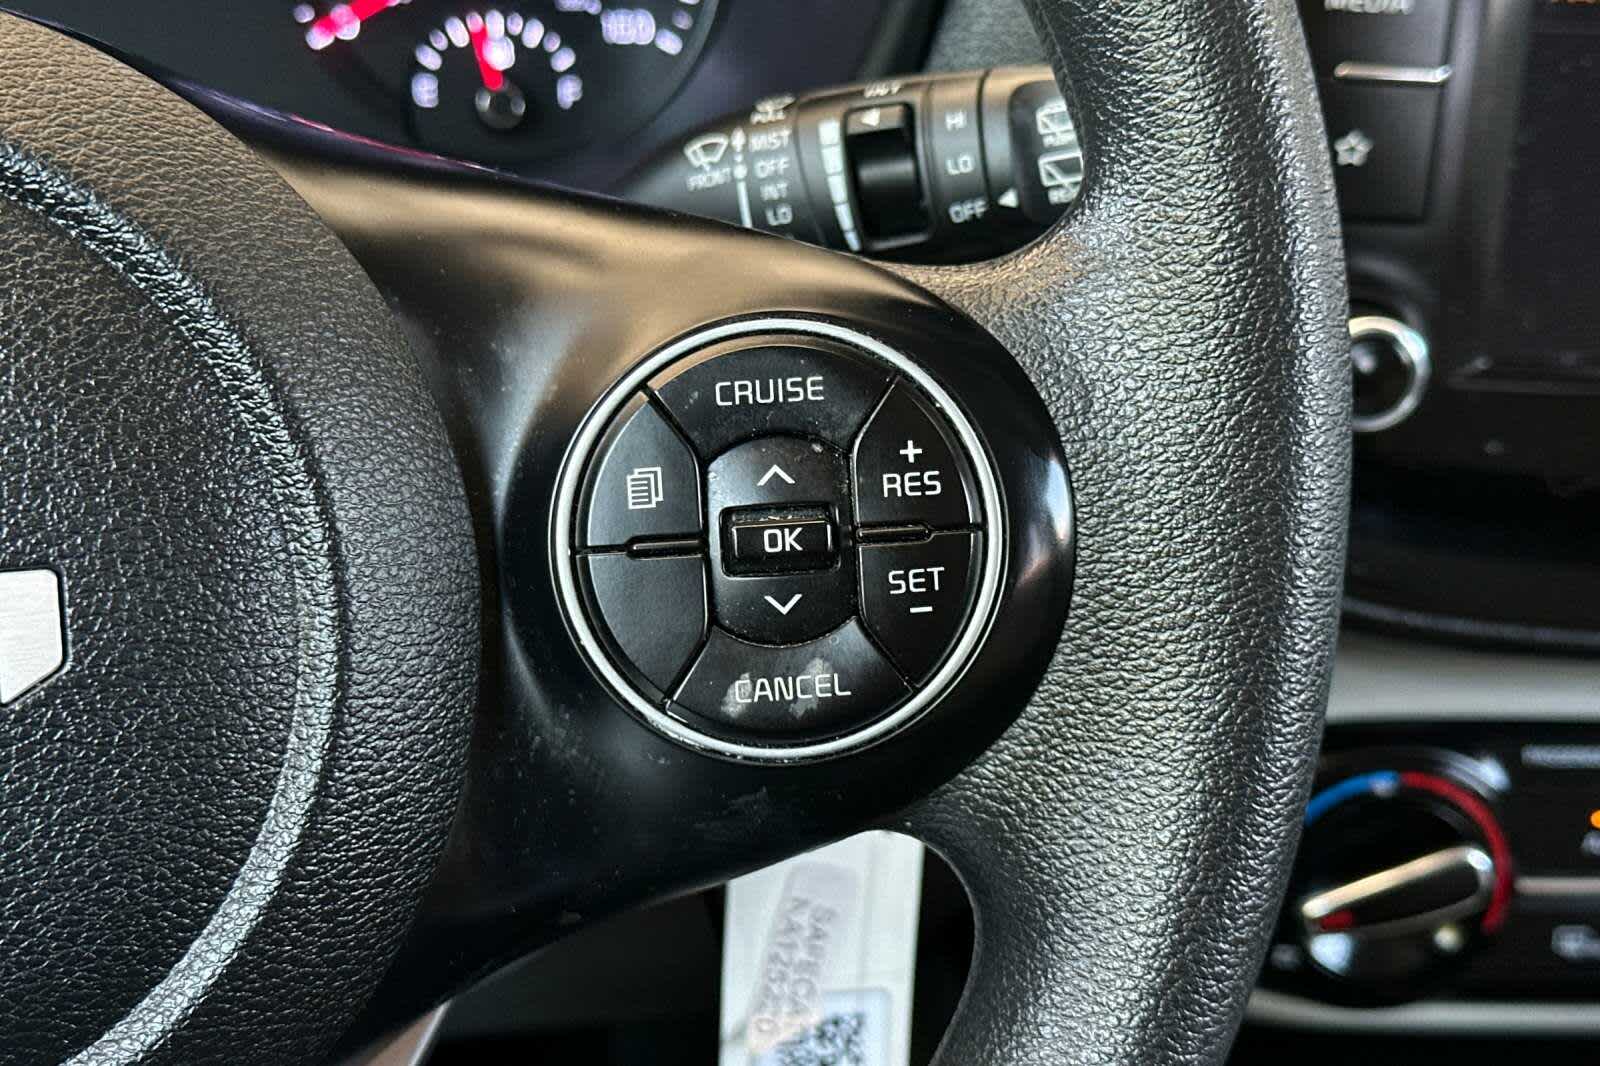 MEDIA
MIST
OFF
INT
LO
FRONT
HI
LO
OFF
CRUISE
+
RES
OK
SET
–
CANCEL